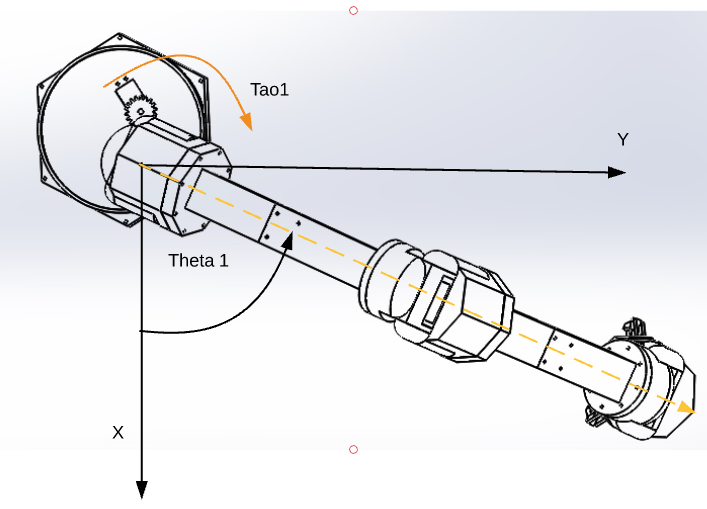 Tao1
Y
Theta 1
X